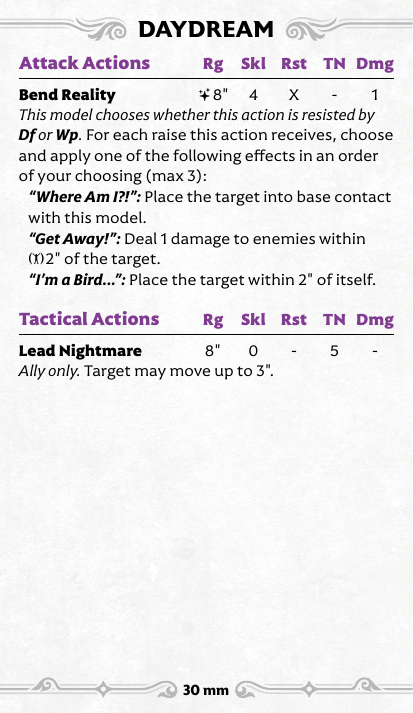 DAYDREAM
Attack Actions Rg Skl Rst TN Dmg
Bend Reality 8" 4 X - 1
This model chooses whether this action is resisted by
Df or Wp. For each raise this action receives, choose
and apply one of the following effects in an order
of your choosing (max 3):
"Where Am I?!": Place the target into base contact
with this model.
"Get Away!": Deal 1 damage to enemies within
2" of the target.
"I'm a Bird...": Place the target within 2" of itself.
Tactical Actions Rg Skl Rst TN Dmg
Lead Nightmare 8" 0 - 5 -
Ally only. Target may move up to 3".
30 mm